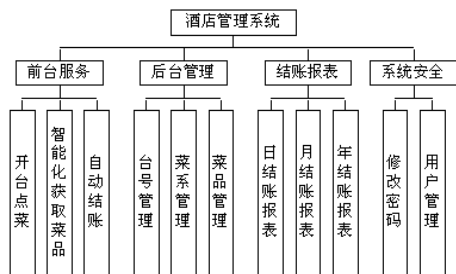 酒店管理系统
前台服务
后台管理
结账报表
系统安全
开台点菜
智能化获取菜品
自动结账
台号管理
菜系管理
菜品管理
日结账报表
月结账报表
年结账报表
修改密码
用户管理